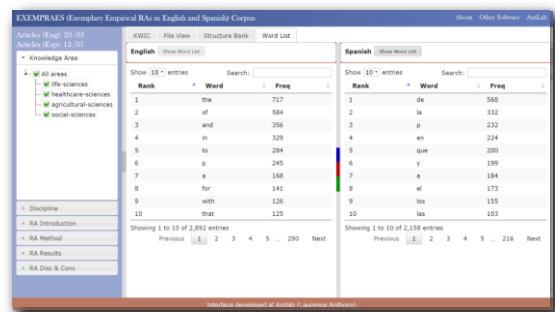 EXEMPRAES (Exemplary Empirical RAs in English and Spanish) Corpus
About Other Software AntLab
Articles (Eng): 20 /55
Articles (Esp): 12 /55
Knowledge Area
All areas
life-sciences
healthcare-sciences
agricultural-sciences
social-sciences
Discipline
RA Introduction
RA Method
RA Results
RA Disc & Conc
KWIC File View Structure Bank Word List
English Show Word List
Show 10 entries Search:
Rank Word Freq
1 the 717
2 of 584
3 and 356
4 in 329
5 to 284
6 p 245
7 a 168
8 for 141
9 with 126
10 that 125
Showing 1 to 10 of 2,892 entries
Previous 1 2 3 4 5 … 290 Next
Spanish Show Word List
Show 10 entries Search:
Rank Word Freq
1 de 568
2 la 332
3 p 232
4 en 224
5 que 200
6 y 199
7 a 184
8 el 173
9 los 155
10 las 103
Showing 1 to 10 of 2,158 entries
Previous 1 2 3 4 5 … 216 Next
Interface developed at Antlab (Laurence Anthony)